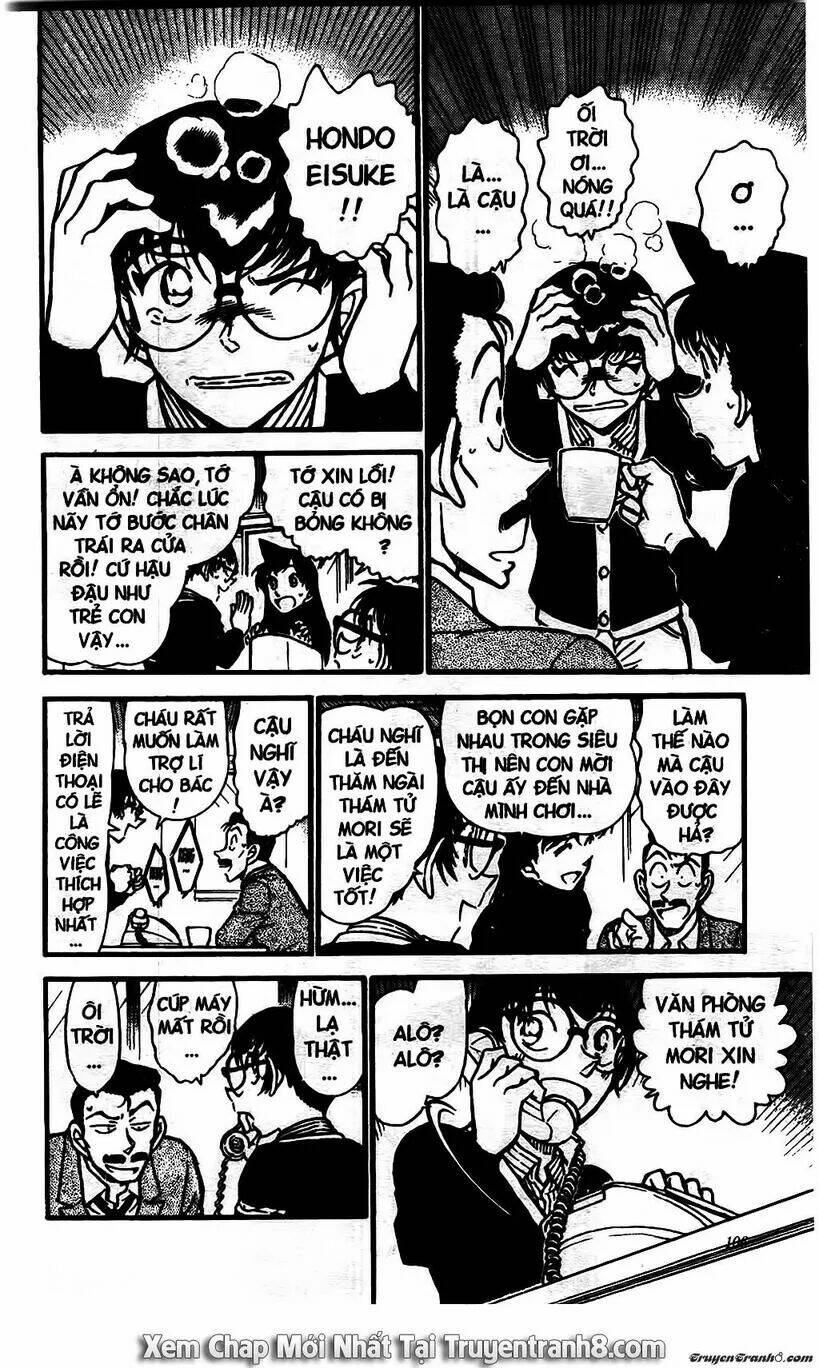 Ơ
...
ỐI
TRỜI
ƠI...
NÓNG
QUÁ!!
LÀ...
LÀ CẬU
...
HONDO
EISUKE
!!
TỚ XIN LỖI!
CẬU CÓ BỊ
BỎNG KHÔNG
?
À KHÔNG SAO, TỚ
VẪN ỔN! CHẮC LÚC
NÃY TỚ BƯỚC CHÂN
TRÁI RA CỬA
RỒI! CỨ HẬU
ĐẬU NHƯ
TRẺ CON
VẬY...
LÀM
THẾ NÀO
MÀ CẬU
VÀO ĐÂY
ĐƯỢC
HẢ?
BỌN CON GẶP
NHAU TRONG SIÊU
THỊ NÊN CON MỜI
CẬU ẤY ĐẾN NHÀ
MÌNH CHƠI...
CHÁU NGHĨ
LÀ ĐẾN
THĂM NGÀI
THÁM TỬ
MORI SẼ
LÀ MỘT
VIỆC
TỐT!
CẬU
NGHĨ
VẬY
À?
CHÁU RẤT
MUỐN LÀM
TRỢ LÍ
CHO BÁC
!
TRẢ
LỜI
ĐIỆN
THOẠI
CÓ LẼ
LÀ
CÔNG
VIỆC
THÍCH
HỢP
NHẤT
...
VĂN PHÒNG
THÁM TỬ
MORI XIN
NGHE!
ALÔ?
ALÔ?
HỪM...
LẠ
THẬT
...
CÚP MÁY
MẤT RỒI
...
ÔI
TRỜI
...
106
Xem Chap Mới Nhất Tại Truyentranh8.com
TruyenTranh8.com